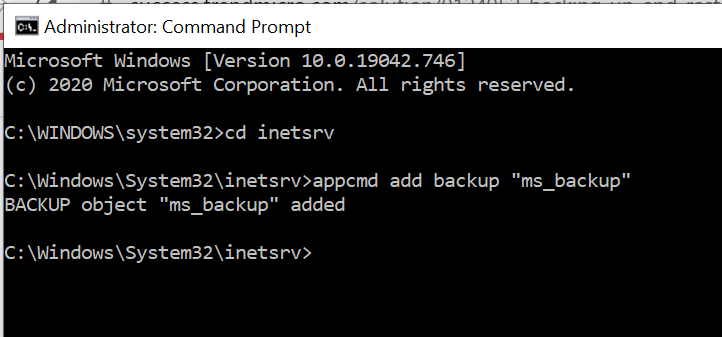 Administrator: Command Prompt
Microsoft Windows [Version 10.0.19042.746]
(c) 2020 Microsoft Corporation. All rights reserved.
C:\WINDOWS\system32>cd inetsrv
C:\Windows\System32\inetsrv>appcmd add backup "ms_backup"
BACKUP object "ms_backup" added
C:\Windows\System32\inetsrv>